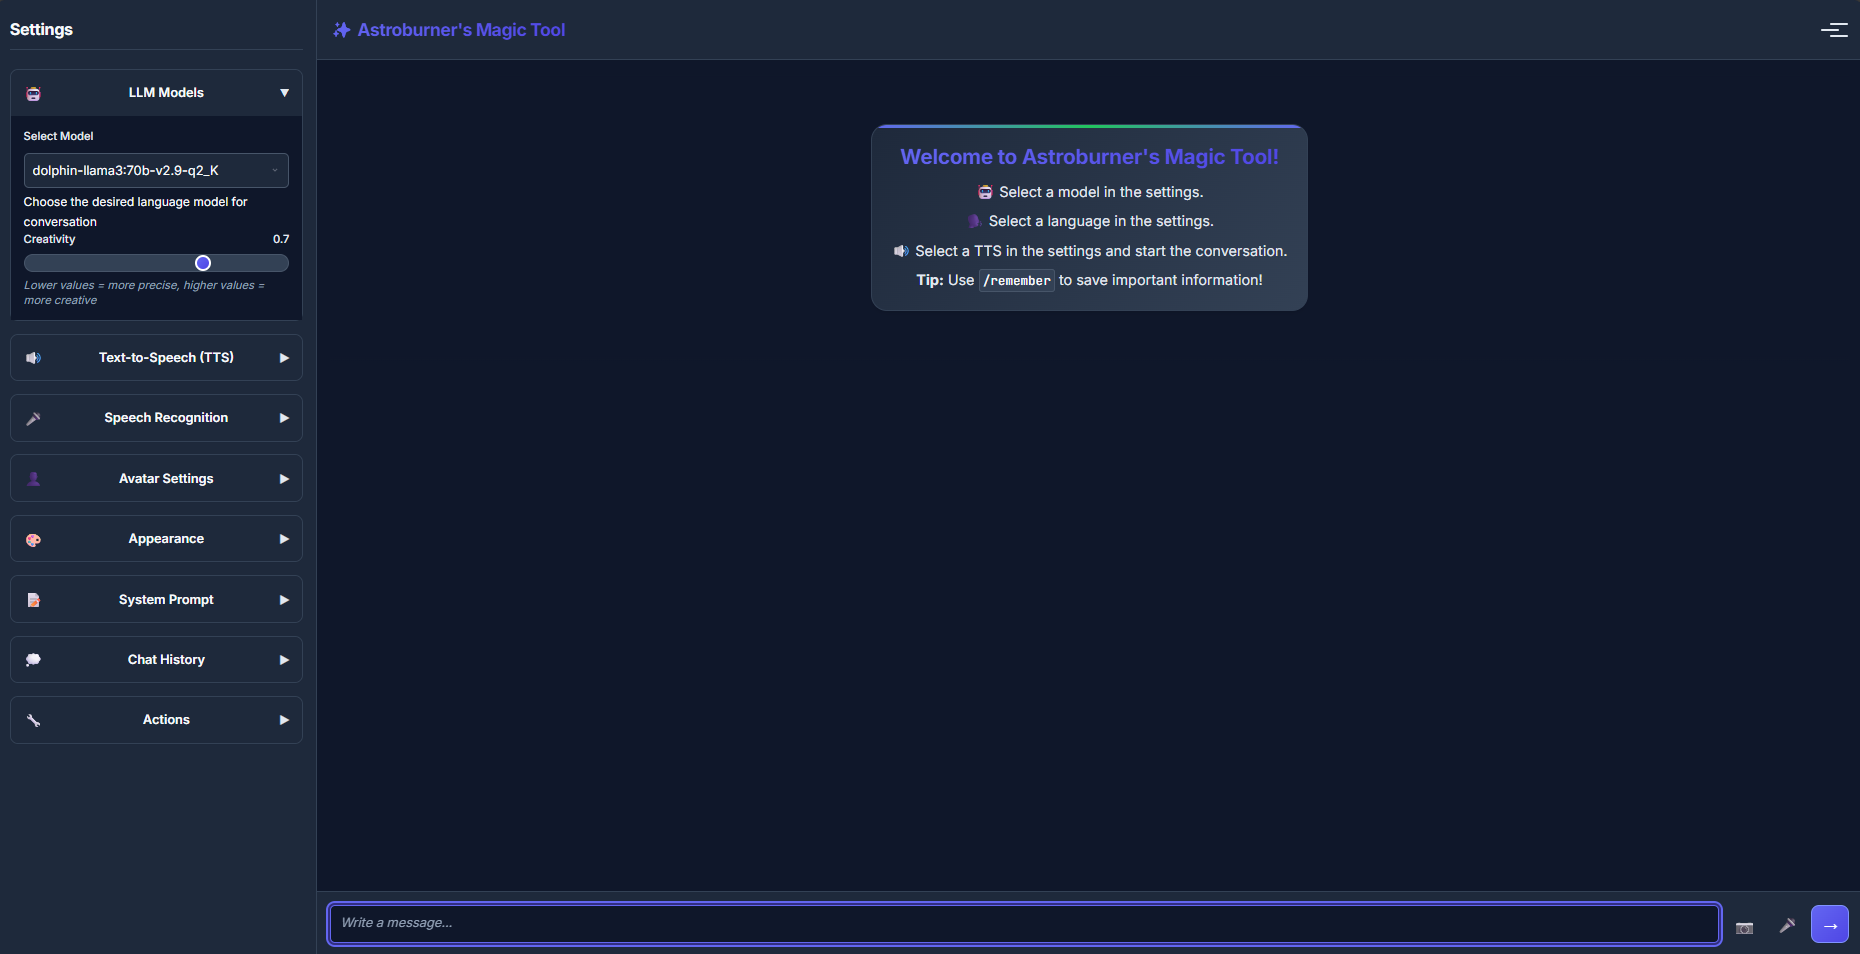 Settings
LLM Models
Select Model
dolphin-llama3:70b-v2.9-q2_K
Choose the desired language model for
conversation
Creativity 0.7
Lower values = more precise, higher values =
more creative
Text-to-Speech (TTS)
Speech Recognition
Avatar Settings
Appearance
System Prompt
Chat History
Actions
Astroburner's Magic Tool
Welcome to Astroburner's Magic Tool!
Select a model in the settings.
Select a language in the settings.
Select a TTS in the settings and start the conversation.
Tip: Use /remember to save important information!
Write a message...